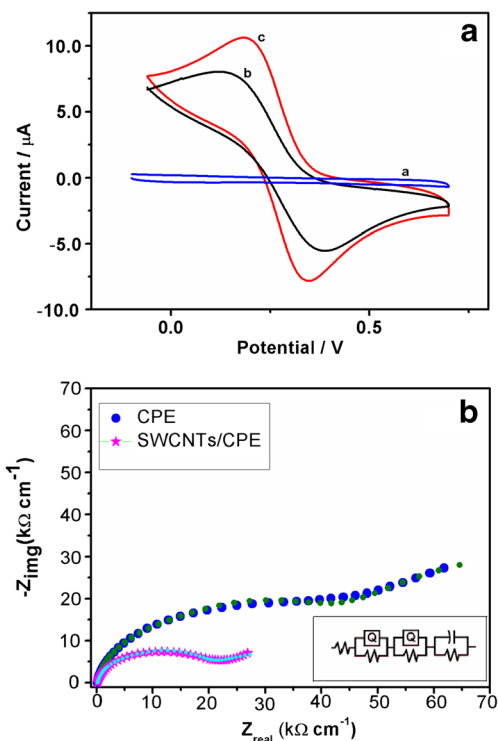 a
c
b
a
10.0
5.0
0.0
-5.0
-10.0
Current / μA
0.0
0.5
Potential / V
b
CPE
SWCNTs/CPE
70
60
50
40
30
20
10
0
-Zimg(kΩ cm⁻¹)
Q
Q
0
10
20
30
40
50
60
70
Zreal (kΩ cm⁻¹)